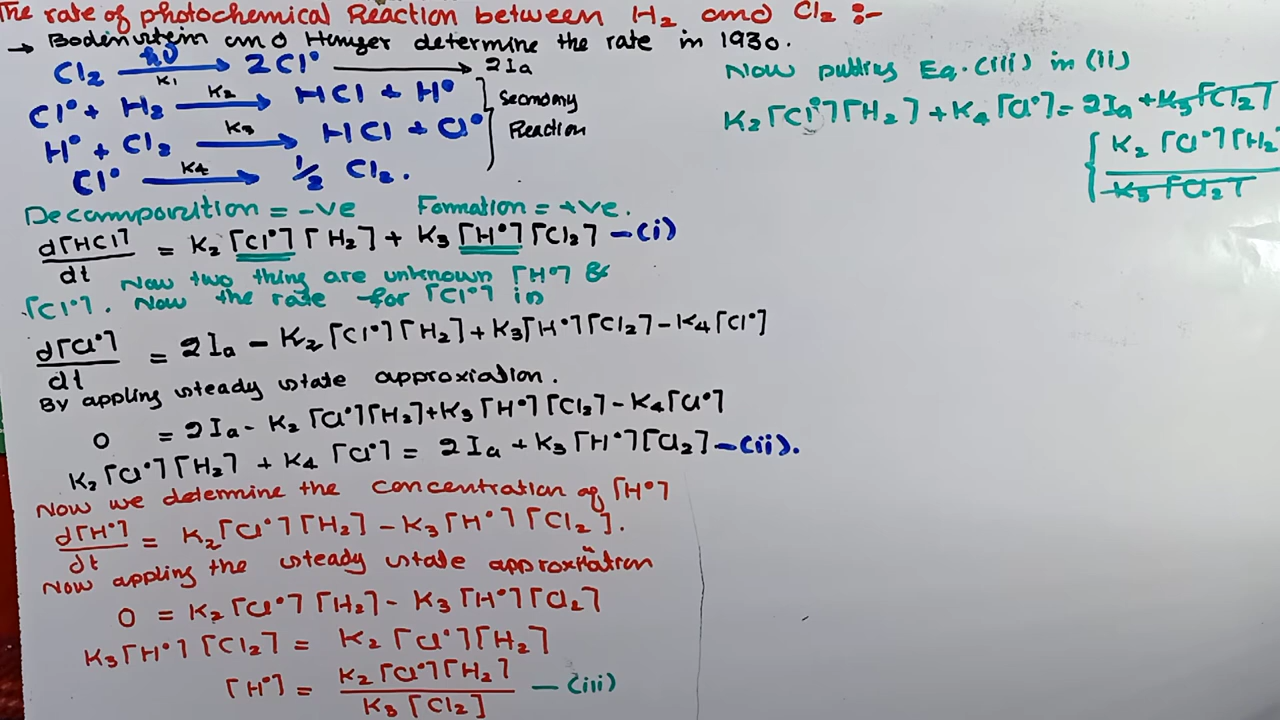 The rate of photochemical Reaction between H₂ and Cl₂ :-
→ Bodinstein and Hunger determine the rate in 1930.
Cl₂ —hν/K₁→ 2Cl° ⟶ 2Ia
Cl° + H₂ —K₂→ HCl + H°
H° + Cl₂ —K₃→ HCl + Cl°
Secondary
Reaction
Cl° —K₄→ 1/2 Cl₂.
Decomposition = -ve Formation = +ve.
d[HCl]/dt = K₂ [Cl°] [H₂] + K₃ [H°] [Cl₂] -(i)
Now two thing are unknown [H°] &
[Cl°]. Now the rate for [Cl°] is
d[Cl°]/dt = 2Ia - K₂ [Cl°] [H₂] + K₃ [H°] [Cl₂] - K₄ [Cl°]
By appling steady state approxiation.
0 = 2Ia - K₂ [Cl°] [H₂] + K₃ [H°] [Cl₂] - K₄ [Cl°]
K₂ [Cl°] [H₂] + K₄ [Cl°] = 2Ia + K₃ [H°] [Cl₂] -(ii).
Now we determine the concentration of [H°]
d[H°]/dt = K₂ [Cl°] [H₂] - K₃ [H°] [Cl₂].
Now appling the steady state approximation
0 = K₂ [Cl°] [H₂] - K₃ [H°] [Cl₂]
K₃ [H°] [Cl₂] = K₂ [Cl°] [H₂]
[H°] = K₂ [Cl°] [H₂] / K₃ [Cl₂] -(iii)
Now putting Eq.(iii) in (ii)
K₂ [Cl°] [H₂] + K₄ [Cl°] = 2Ia + K₃ [Cl₂]
{ K₂ [Cl°] [H₂ / K₃ [Cl₂]